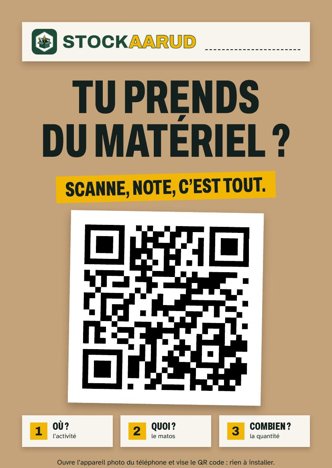 STOCKAARUD
TU PRENDS
DU MATÉRIEL ?
SCANNE, NOTE, C'EST TOUT.
1 OÙ ?
l'activité
2 QUOI ?
le matos
3 COMBIEN ?
la quantité
Ouvre l'appareil photo du téléphone et vise le QR code : rien à installer.